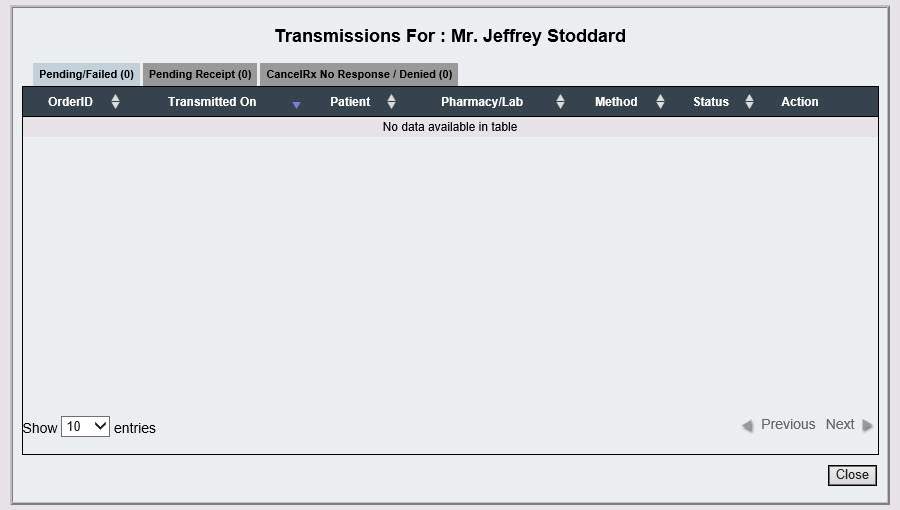 Transmissions For : Mr. Jeffrey Stoddard
Pending/Failed (0) Pending Receipt (0) CancelRx No Response / Denied (0)
OrderID Transmitted On Patient Pharmacy/Lab Method Status Action
No data available in table
Show 10 entries Previous Next
Close